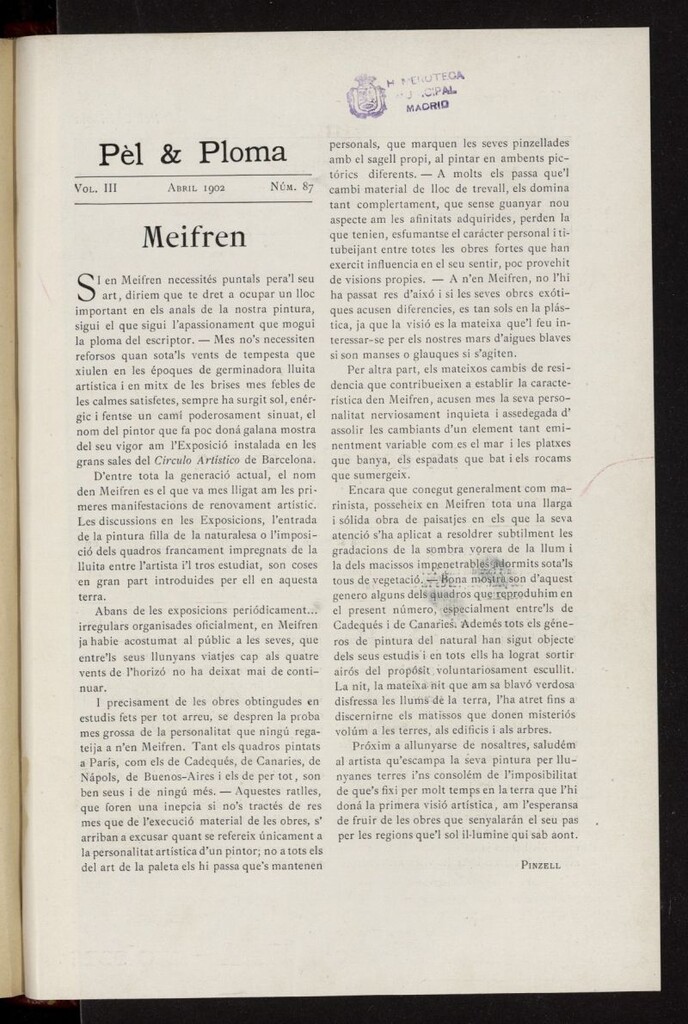 MUNICIPAL
MADRID
Pèl & Ploma
Vol. III Abril 1902 Núm. 87
Meifren
SI en Meifren necessités puntals pera'l seu
art, diriem que te dret a ocupar un lloc
important en els anals de la nostra pintura,
sigui el que sigui l'apassionament que mogui
la ploma del escriptor. — Mes no's necessiten
reforsos quan sota'ls vents de tempesta que
xiulen en les époques de germinadora lluita
artistica i en mitx de les brises mes febles de
les calmes satisfetes, sempre ha surgit sol, enér-
gic i fentse un camí poderosament sinuat, el
nom del pintor que fa poc doná galana mostra
del seu vigor am l'Exposició instalada en les
grans sales del Círculo Artístico de Barcelona.
D'entre tota la generació actual, el nom
den Meifren es el que va mes lligat am les pri-
meres manifestacions de renovament artistic.
Les discussions en les Exposicions, l'entrada
de la pintura filla de la naturalesa o l'imposi-
ció dels quadros francament impregnats de la
lluita entre l'artista i'l tros estudiat, son coses
en gran part introduides per ell en aquesta
terra.
Abans de les exposicions periódicament...
irregulars organisades oficialment, en Meifren
ja habie acostumat al públic a les seves, que
entre'ls seus llunyans viatjes cap als quatre
vents de l'horizó no ha deixat mai de conti-
nuar.
I precisament de les obres obtingudes en
estudis fets per tot arreu, se despren la proba
mes grossa de la personalitat que ningú rega-
teija a n'en Meifren. Tant els quadros pintats
a París, com els de Cadequés, de Canaries, de
Nápols, de Buenos-Aires i els de per tot, son
ben seus i de ningú més. — Aquestes ratlles,
que foren una inepcia si no's tractés de res
mes que de l'execució material de les obres, s'
arriban a excusar quant se refereix únicament a
la personalitat artística d'un pintor; no a tots els
del art de la paleta els hi passa que's mantenen
personals, que marquen les seves pinzellades
amb el sagell propi, al pintar en ambents pic-
tórics diferents. — A molts els passa que'l
cambi material de lloc de trevall, els domina
tant complertament, que sense guanyar nou
aspecte am les afinitats adquirides, perden la
que tenien, esfumantse el carácter personal i ti-
tubeijant entre totes les obres fortes que han
exercit influencia en el seu sentir, poc provehit
de visions propies. — A n'en Meifren, no l'hi
ha passat res d'aixó i si les seves obres exóti-
ques acusen diferencies, es tan sols en la plás-
tica, ja que la visió es la mateixa que'l feu in-
teressar-se per els nostres mars d'aigues blaves
si son manses o glauques si s'agiten.
Per altra part, els mateixos cambis de resi-
dencia que contribueixen a establir la caracte-
rística den Meifren, acusen mes la seva perso-
nalitat nerviosament inquieta i assedegada d'
assolir les cambiants d'un element tant emi-
nentment variable com es el mar i les platxes
que banya, els espadats que bat i els rocams
que sumergeix.
Encara que conegut generalment com ma-
rinista, posseheix en Meifren tota una llarga
i sólida obra de paisatjes en els que la seva
atenció s'ha aplicat a resoldrer subtilment les
gradacions de la sombra vorera de la llum i
la dels macissos impenetrables adormits sota'ls
tous de vegetació. — Bona mostra son d'aquest
genero alguns dels quadros que reproduhim en
el present número, especialment entre'ls de
Cadequés i de Canaries. Además tots els géne-
ros de pintura del natural han sigut objecte
dels seus estudis i en tots ells ha lograt sortir
airós del propósit voluntariosament escullit.
La nit, la mateixa nit que am sa blavó verdosa
disfressa les llums de la terra, l'ha atret fins a
discernirne els matissos que donen misteriós
volúm a les terres, als edificis i als arbres.
Próxim a allunyarse de nosaltres, saludém
al artista qu'escampa la seva pintura per llu-
nyanes terres i'ns consolém de l'imposibilitat
de que's fixi per molt temps en la terra que l'hi
doná la primera visió artística, am l'esperansa
de fruir de les obres que senyalarán el seu pas
per les regions que'l sol il·lumine qui sab aont.
Pinzell